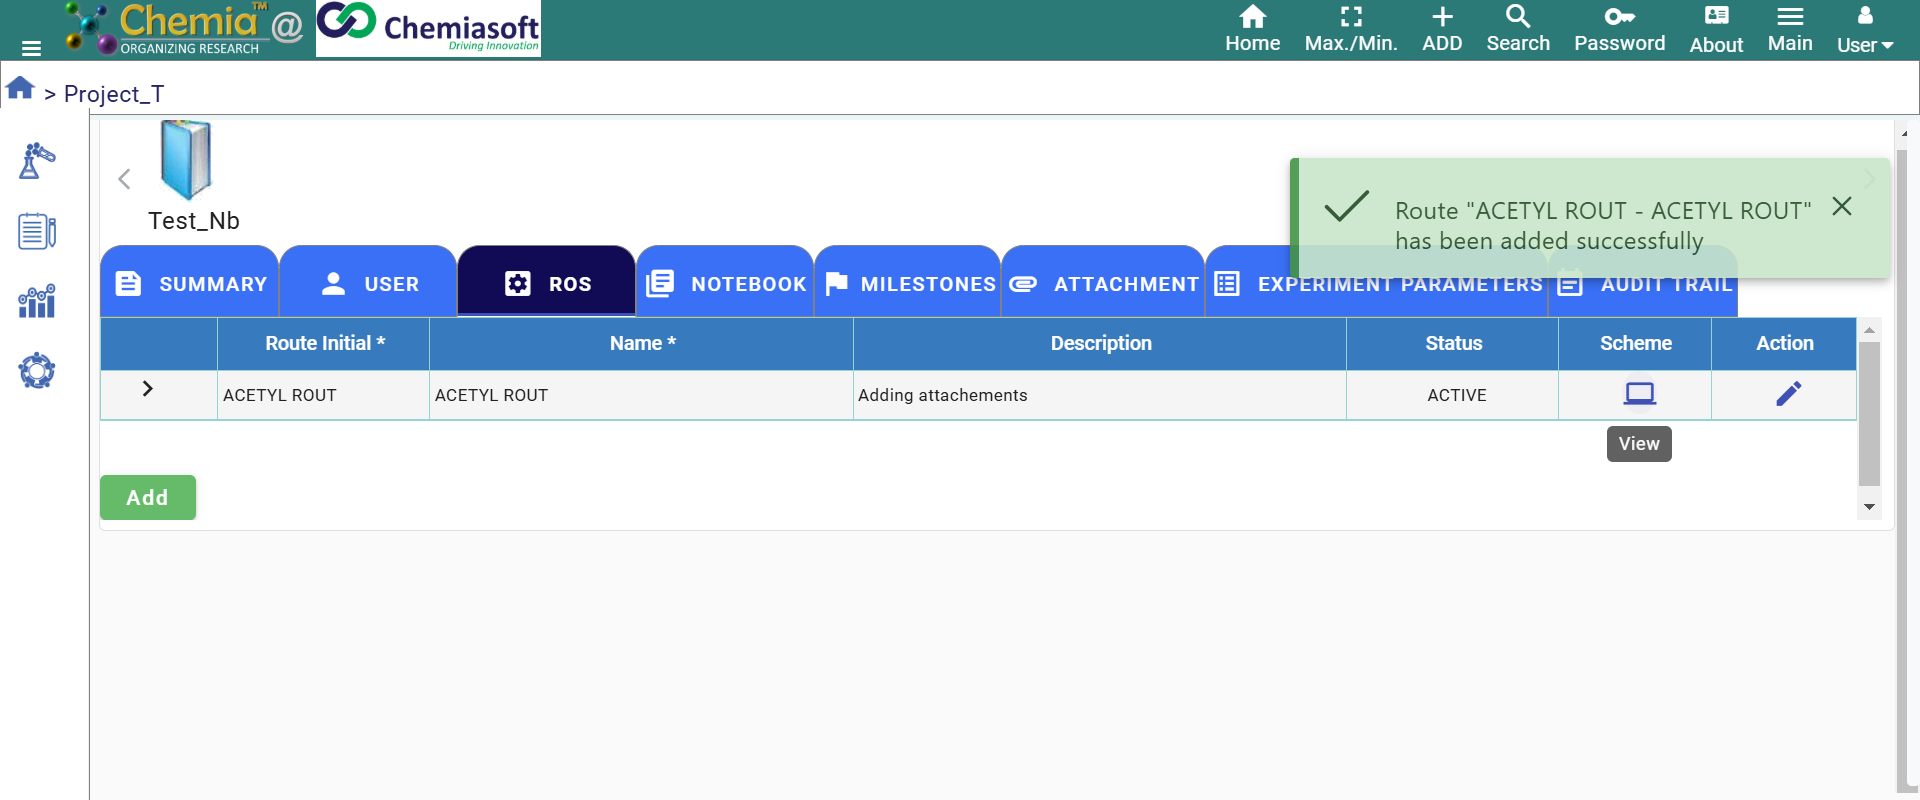 Chemia™ @
ORGANIZING RESEARCH
Chemiasoft
Driving Innovation
Home Max./Min. ADD Search Password About Main User
> Project_T
Test_Nb
Route "ACETYL ROUT - ACETYL ROUT"
has been added successfully
SUMMARY USER ROS NOTEBOOK MILESTONES ATTACHMENT EXPERIMENT PARAMETERS AUDIT TRAIL
Route Initial * Name * Description Status Scheme Action
ACETYL ROUT ACETYL ROUT Adding attachements ACTIVE
View
Add